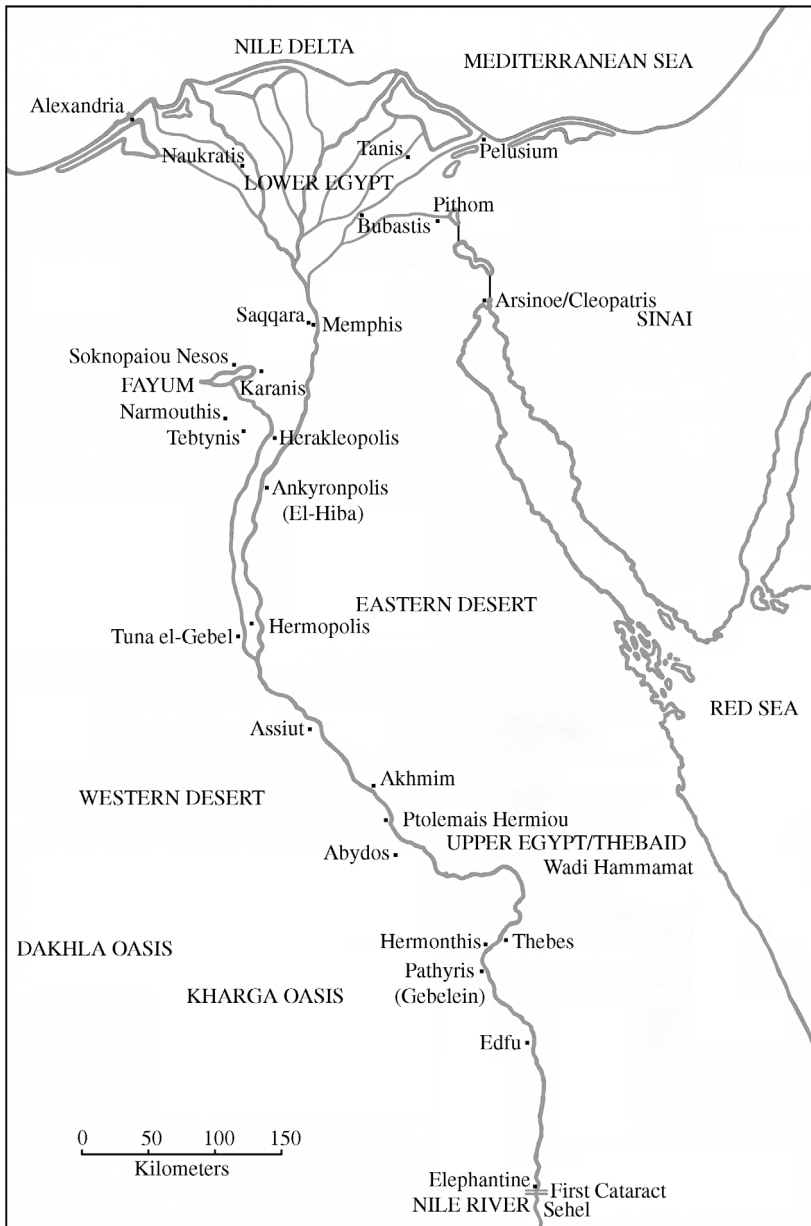 NILE DELTA
MEDITERRANEAN SEA
Alexandria
Naukratis
Tanis
Pelusium
LOWER EGYPT
Pithom
Bubastis
Arsinoe/Cleopatris
SINAI
Saqqara
Memphis
Soknopaiou Nesos
FAYUM
Karanis
Narmouthis
Tebtynis
Herakleopolis
Ankyronpolis
(El-Hiba)
EASTERN DESERT
Hermopolis
Tuna el-Gebel
RED SEA
Assiut
Akhmim
WESTERN DESERT
Ptolemais Hermiou
UPPER EGYPT/THEBAID
Abydos
Wadi Hammamat
DAKHLA OASIS
Hermonthis
Thebes
Pathyris
(Gebelein)
KHARGA OASIS
Edfu
0 50 100 150
Kilometers
Elephantine
First Cataract
NILE RIVER
Sehel